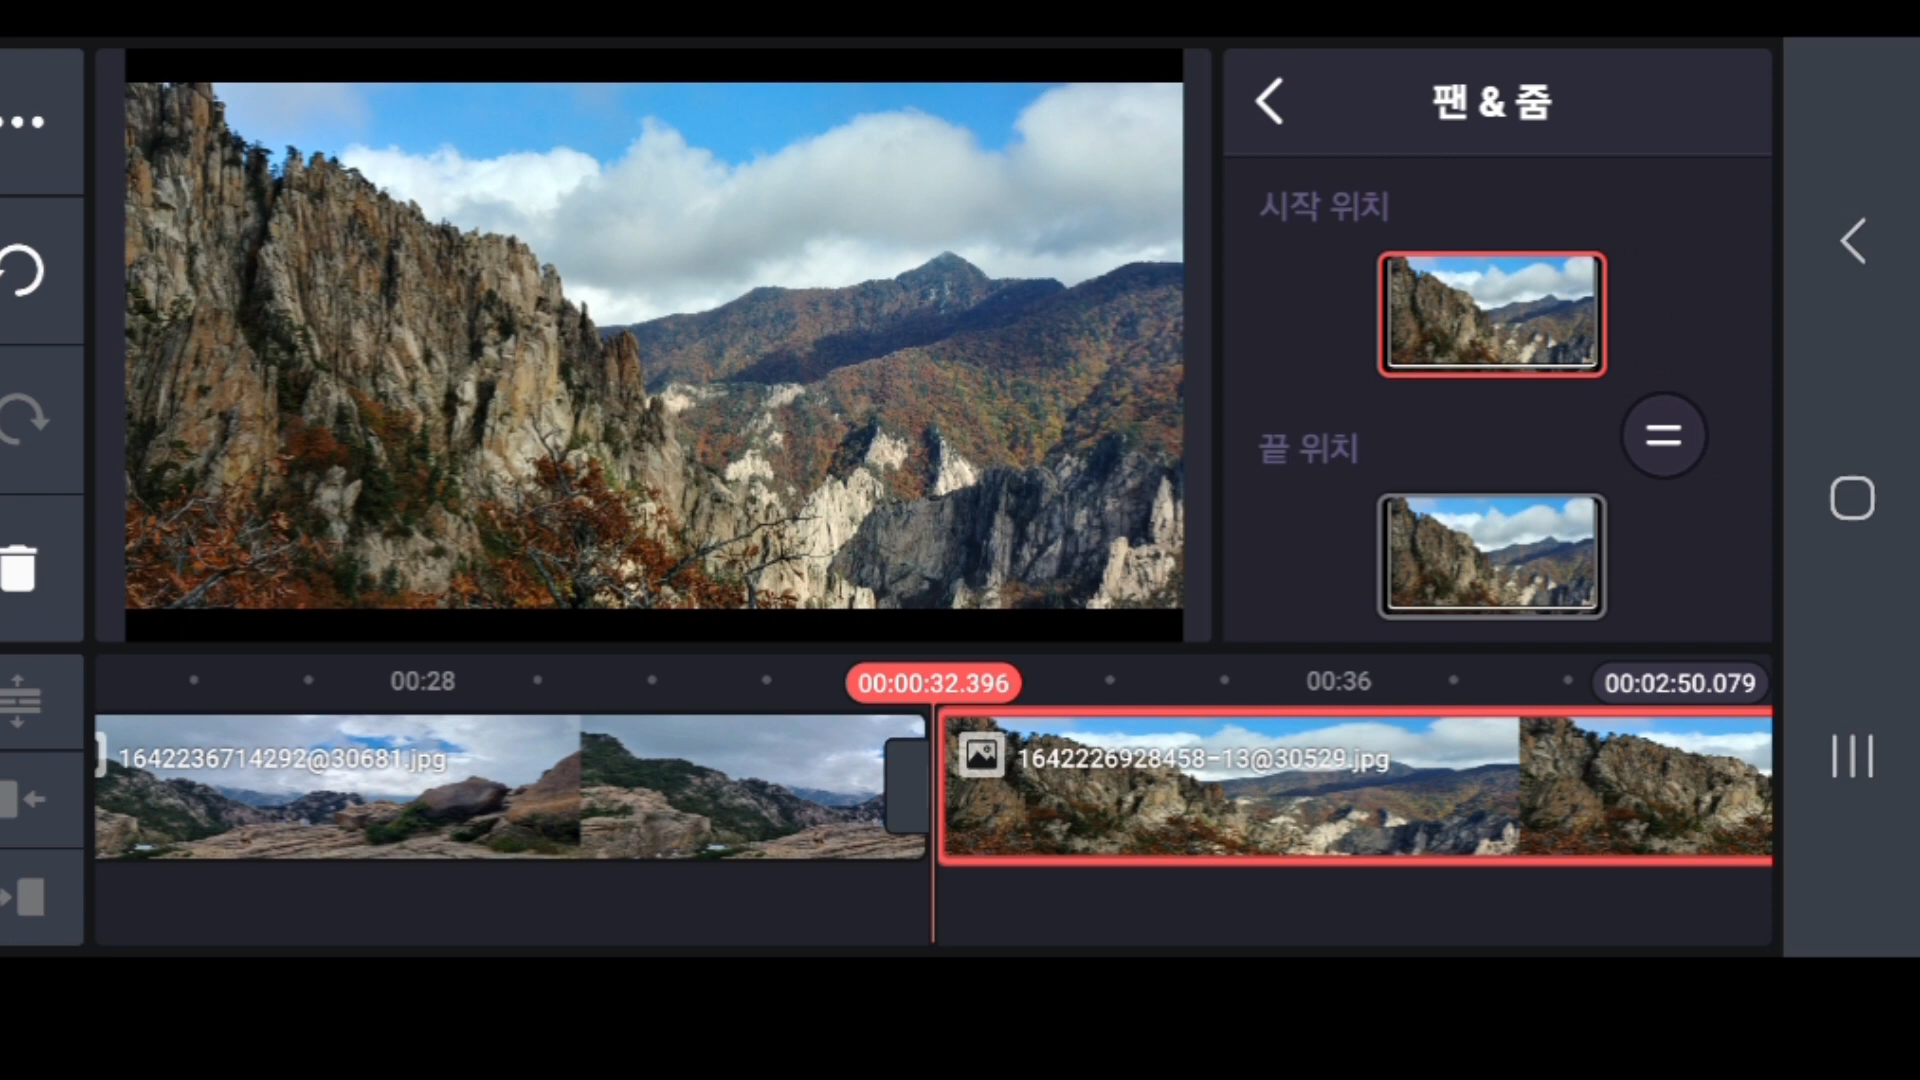 팬 & 줌
시작 위치
끝 위치
00:28
00:00:32.396
00:36
00:02:50.079
1642236714292@30681.jpg
1642226928458-13@30529.jpg